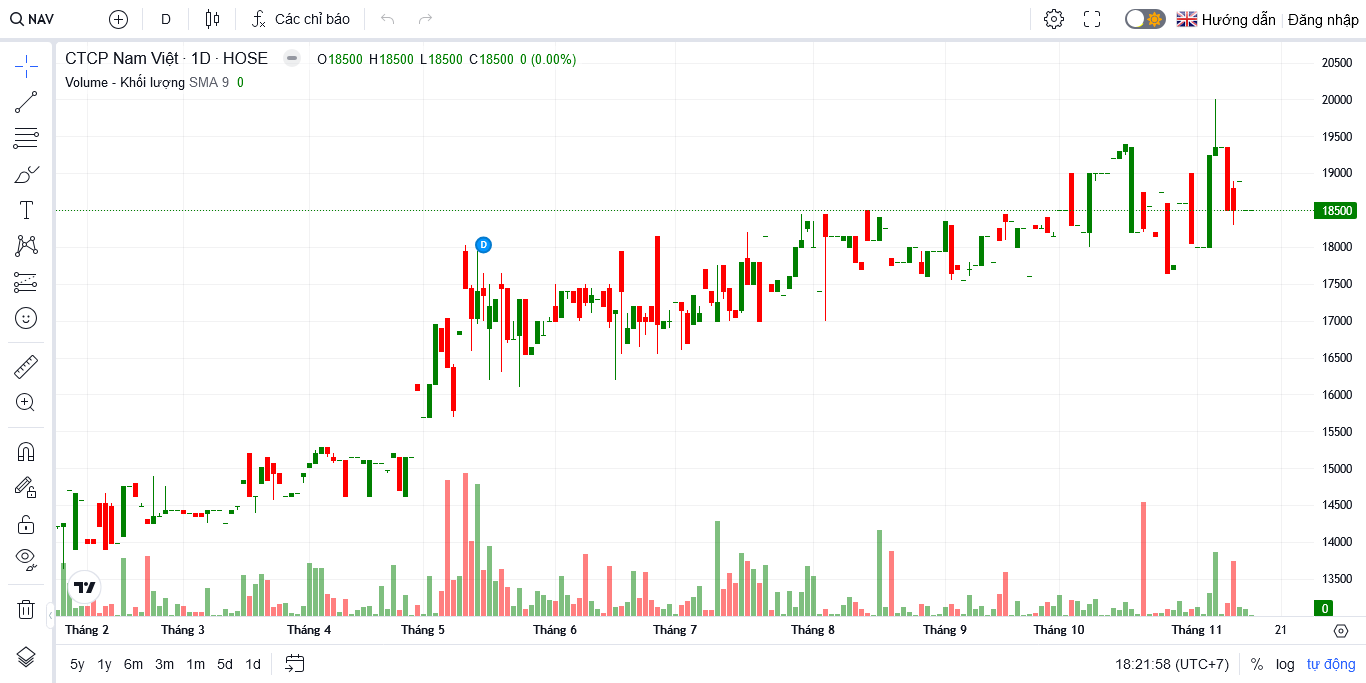 NAV D Các chỉ báo Hướng dẫn Đăng nhập
CTCP Nam Việt · 1D · HOSE O18500 H18500 L18500 C18500 0 (0.00%)
Volume - Khối lượng SMA 9 0
D
20500
20000
19500
19000
18500
18000
17500
17000
16500
16000
15500
15000
14500
14000
13500
0
Tháng 2 Tháng 3 Tháng 4 Tháng 5 Tháng 6 Tháng 7 Tháng 8 Tháng 9 Tháng 10 Tháng 11 21
5y 1y 6m 3m 1m 5d 1d 18:21:58 (UTC+7) % log tự động